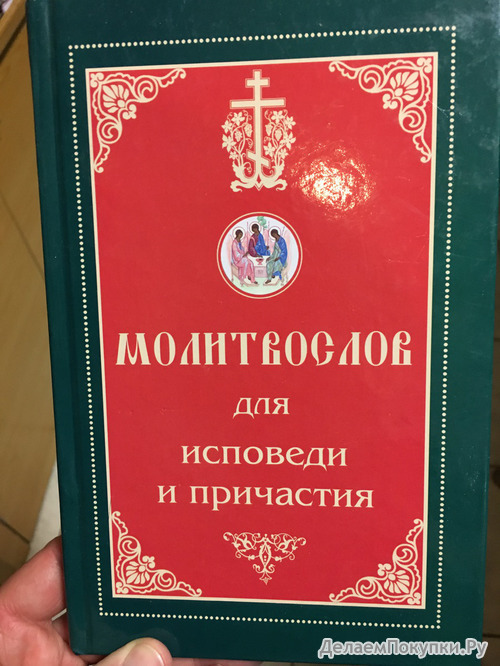 МОЛИТВОСЛОВ
для
исповеди
и причастия
ДелаемПокупки.Ру